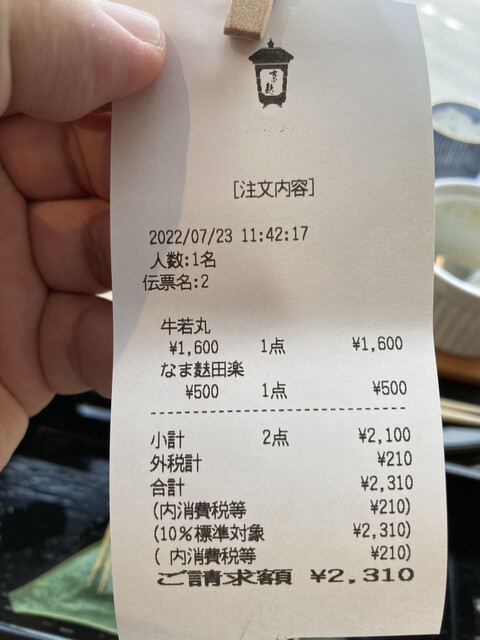 [注文内容]
2022/07/23 11:42:17
人数:1名
伝票名:2
牛若丸
¥1,600 1点 ¥1,600
なま麩田楽
¥500 1点 ¥500
小計 2点 ¥2,100
外税計 ¥210
合計 ¥2,310
(内消費税等 ¥210)
(10%標準対象 ¥2,310)
( 内消費税等 ¥210)
ご請求額 ¥2,310